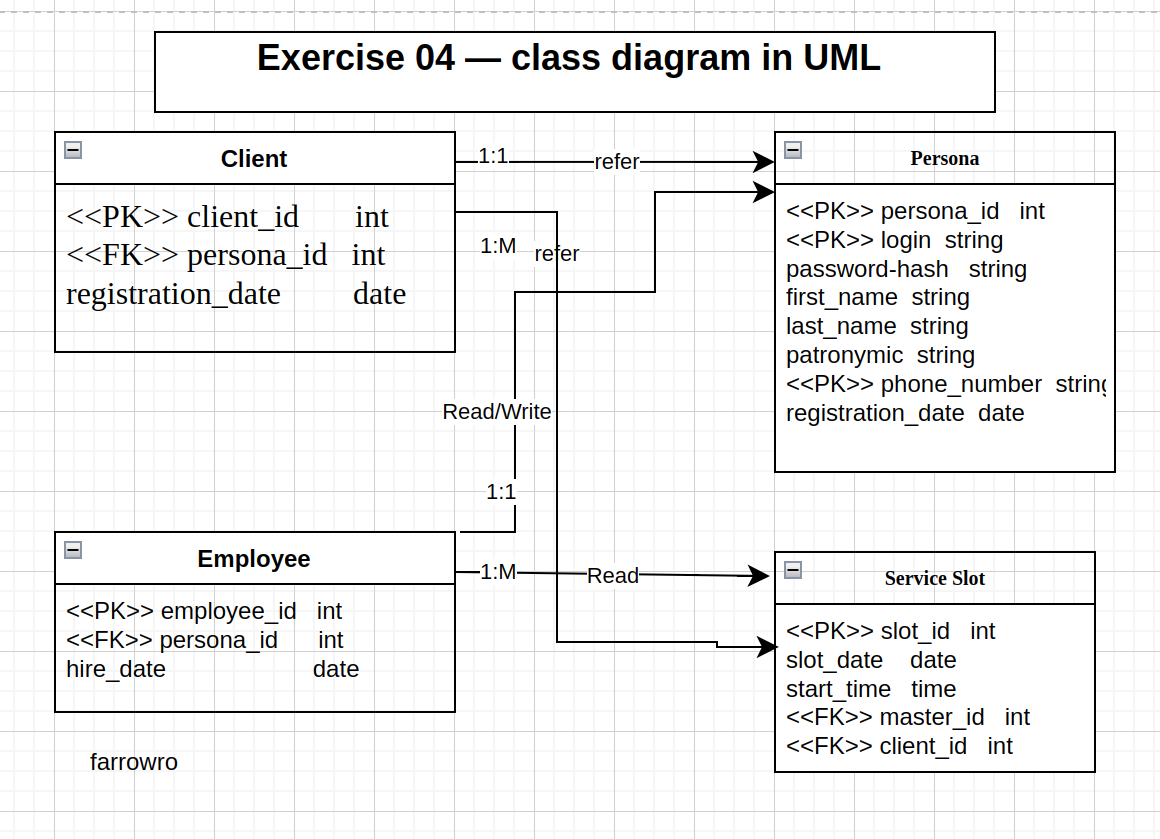 Exercise 04 — class diagram in UML
Client
<<PK>> client_id int
<<FK>> persona_id int
registration_date date
1:1
refer
1:M
refer
Persona
<<PK>> persona_id int
<<PK>> login string
password-hash string
first_name string
last_name string
patronymic string
<<PK>> phone_number string
registration_date date
Read/Write
1:1
Employee
<<PK>> employee_id int
<<FK>> persona_id int
hire_date date
1:M
Read
Service Slot
<<PK>> slot_id int
slot_date date
start_time time
<<FK>> master_id int
<<FK>> client_id int
farrowro